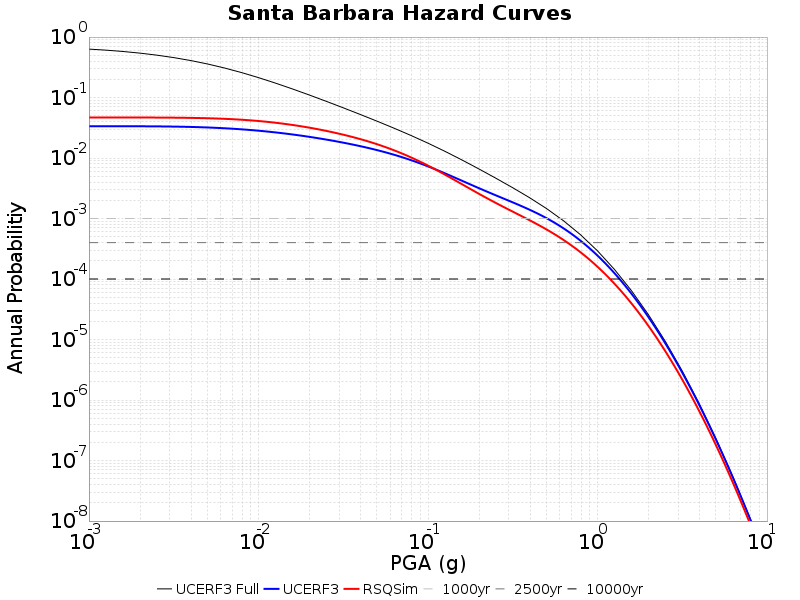 Santa Barbara Hazard Curves
10^0
10^-1
10^-2
10^-3
10^-4
10^-5
10^-6
10^-7
10^-8
Annual Probabilitiy
10^-3 10^-2 10^-1 10^0 10^1
PGA (g)
UCERF3 Full UCERF3 RSQSim 1000yr 2500yr 10000yr